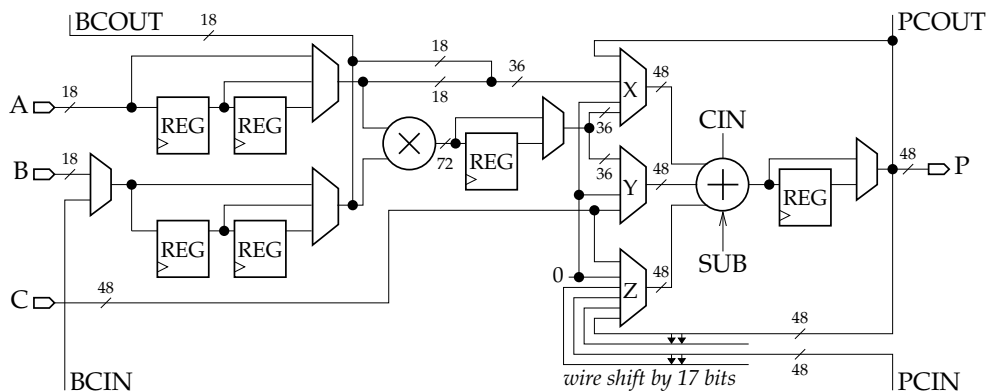 BCOUT
18
PCOUT
18
36
48
18
A
18
REG
REG
X
CIN
36
B
18
×
72
REG
36
Y
48
+
48
P
REG
REG
REG
SUB
C
48
0
Z
48
48
48
BCIN
wire shift by 17 bits
PCIN